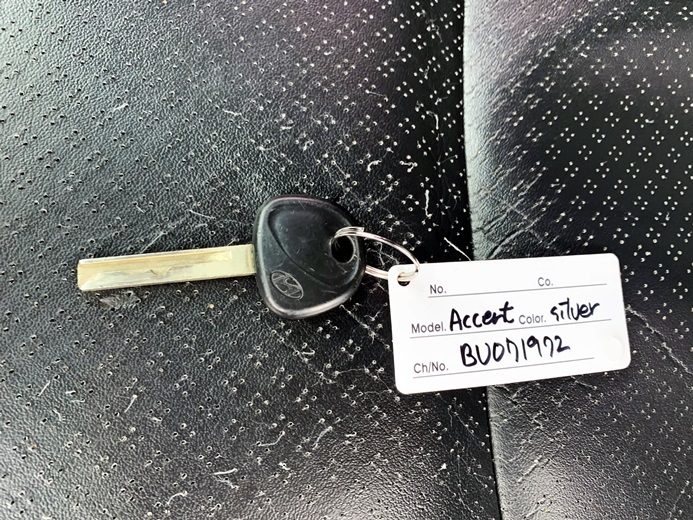 No. Co.
Model. Accent Color. silver
Ch/No. BU071972